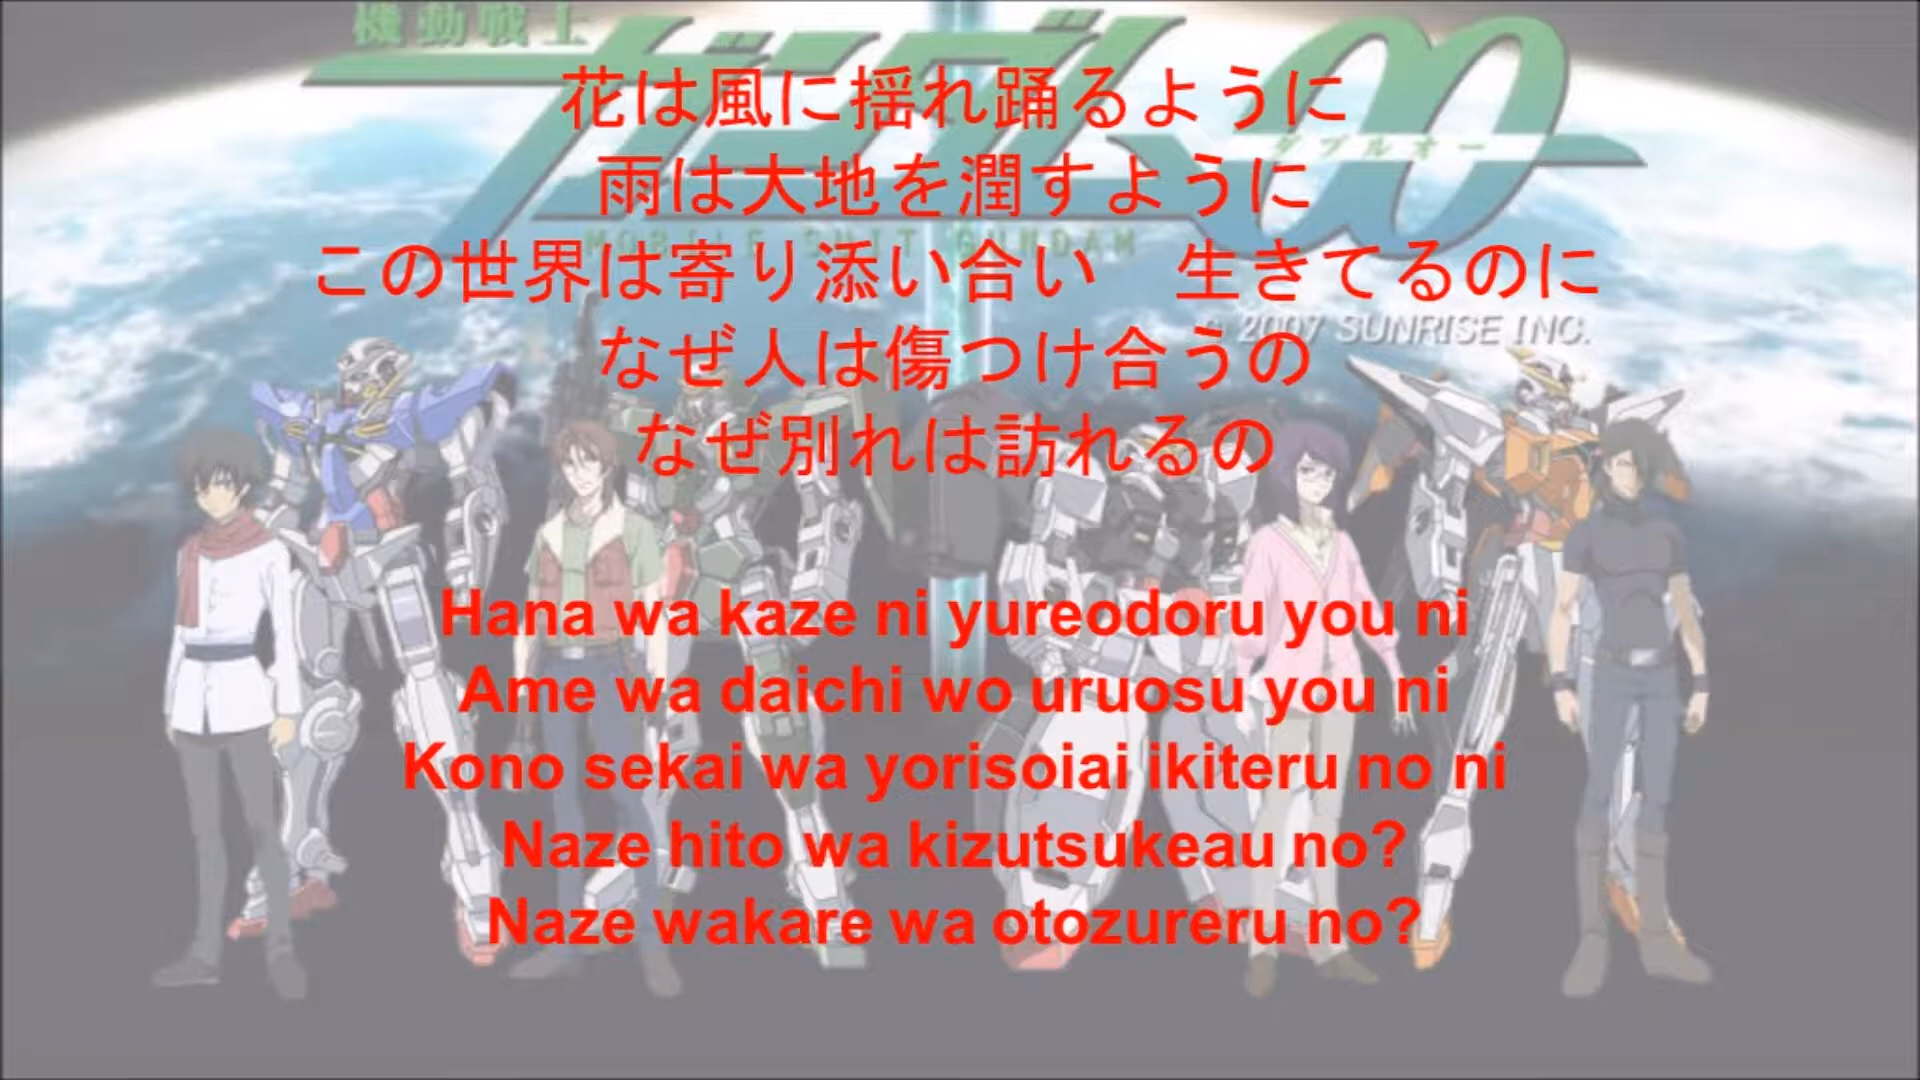 機動戦士
ガンダムOO
ダブルオー
MOBILE SUIT GUNDAM
花は風に揺れ踊るように
雨は大地を潤すように
この世界は寄り添い合い　生きてるのに
© 2007 SUNRISE INC.
なぜ人は傷つけ合うの
なぜ別れは訪れるの
Hana wa kaze ni yureodoru you ni
Ame wa daichi wo uruosu you ni
Kono sekai wa yorisoiai ikiteru no ni
Naze hito wa kizutsukeau no?
Naze wakare wa otozureru no?